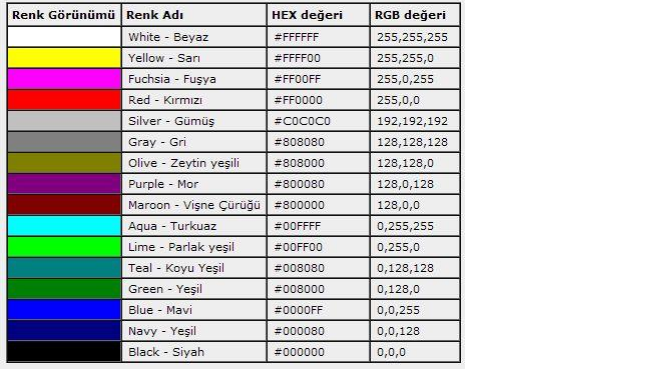 Renk Görünümü Renk Adı HEX değeri RGB değeri
White - Beyaz #FFFFFF 255,255,255
Yellow - Sarı #FFFF00 255,255,0
Fuchsia - Fuşya #FF00FF 255,0,255
Red - Kırmızı #FF0000 255,0,0
Silver - Gümüş #C0C0C0 192,192,192
Gray - Gri #808080 128,128,128
Olive - Zeytin yeşili #808000 128,128,0
Purple - Mor #800080 128,0,128
Maroon - Vişne Çürüğü #800000 128,0,0
Aqua - Turkuaz #00FFFF 0,255,255
Lime - Parlak yeşil #00FF00 0,255,0
Teal - Koyu Yeşil #008080 0,128,128
Green - Yeşil #008000 0,128,0
Blue - Mavi #0000FF 0,0,255
Navy - Yeşil #000080 0,0,128
Black - Siyah #000000 0,0,0